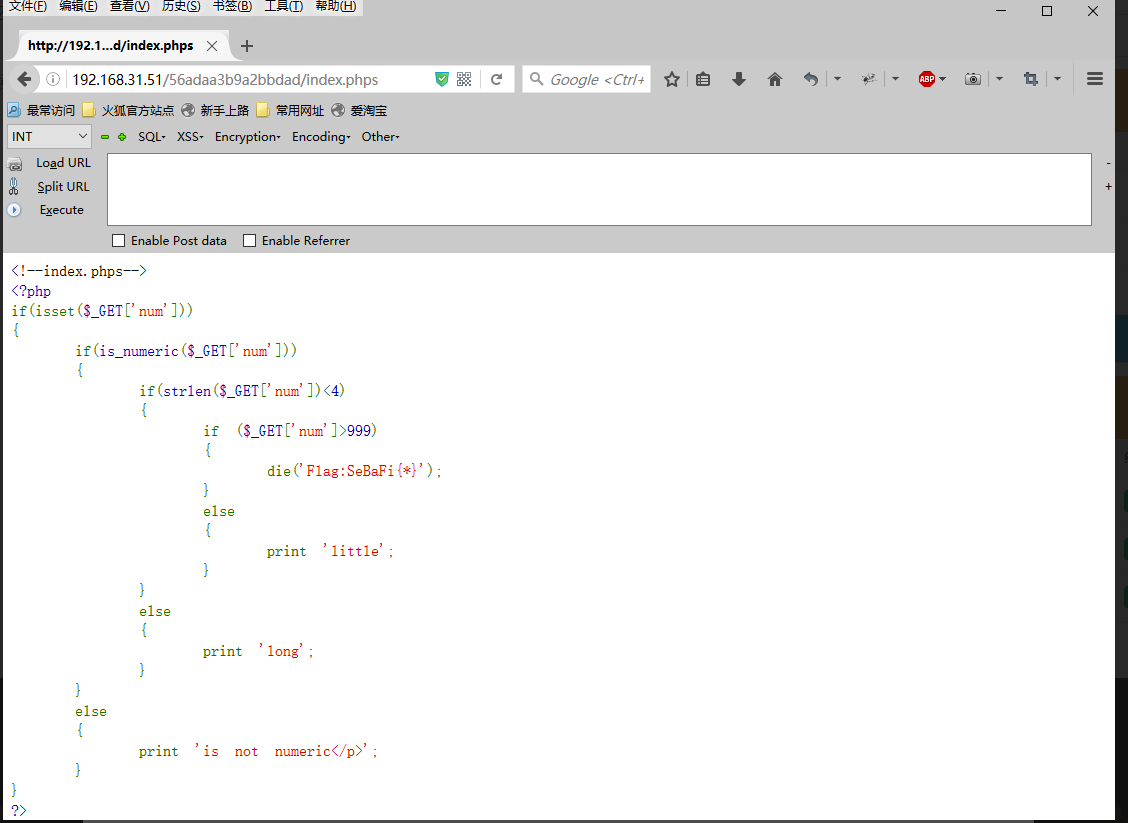 文件(F) 编辑(E) 查看(V) 历史(S) 书签(B) 工具(T) 帮助(H)
http://192.1...d/index.phps
192.168.31.51/56adaa3b9a2bbdad/index.phps
Google <Ctrl+
ABP
最常访问 火狐官方站点 新手上路 常用网址 爱淘宝
INT SQL- XSS- Encryption- Encoding- Other-
Load URL
Split URL
Execute
Enable Post data Enable Referrer
<!--index.phps-->
<?php
if(isset($_GET['num']))
{
if(is_numeric($_GET['num']))
{
if(strlen($_GET['num'])<4)
{
if ($_GET['num']>999)
{
die('Flag:SeBaFi{*}');
}
else
{
print 'little';
}
}
else
{
print 'long';
}
}
else
{
print 'is not numeric</p>';
}
}
?>